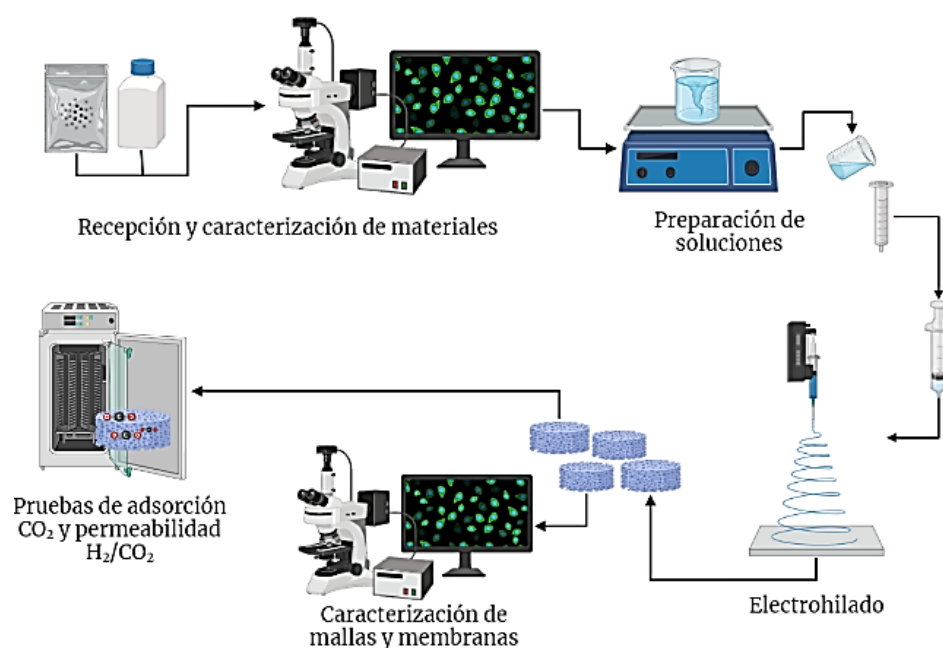 Recepción y caracterización de materiales
Preparación de
soluciones
Pruebas de adsorción
CO₂ y permeabilidad
H₂/CO₂
Caracterización de
mallas y membranas
Electrohilado